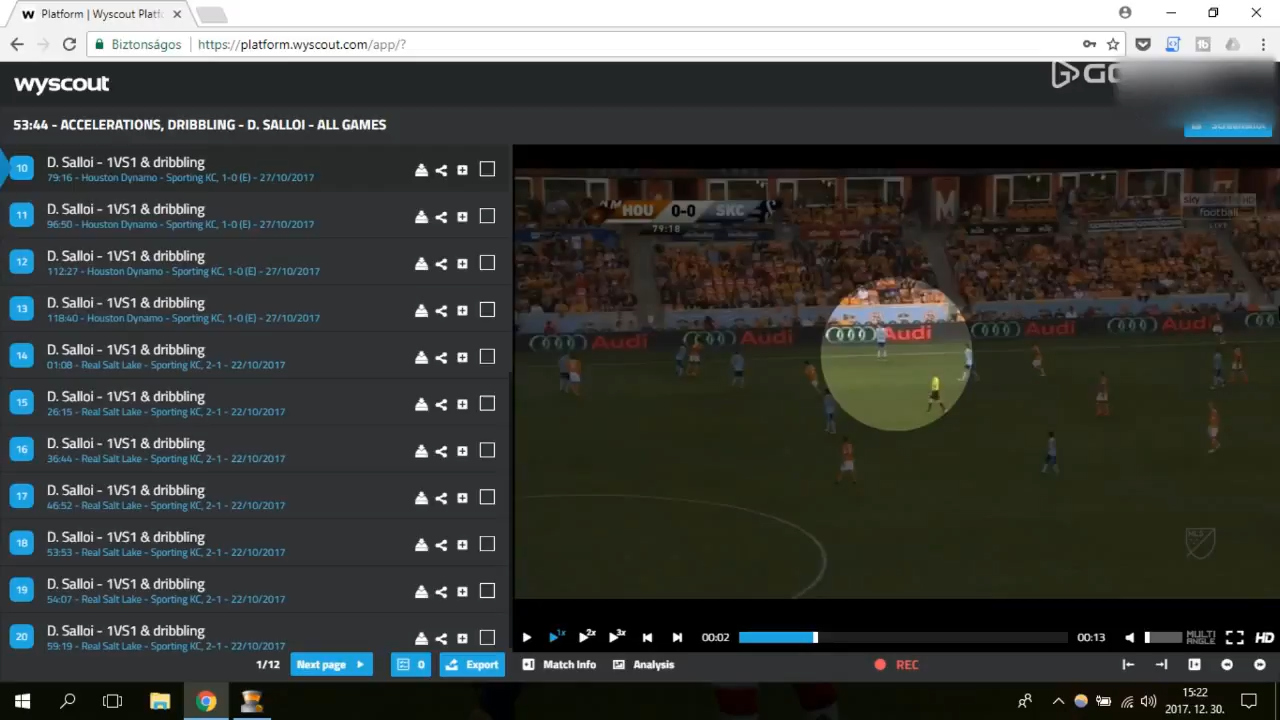 Platform | Wyscout Platf
Biztonságos
https://platform.wyscout.com/app/?
wyscout
53:44 - ACCELERATIONS, DRIBBLING - D. SALLOI - ALL GAMES
10
D. Salloi - 1VS1 & dribbling
79:16 - Houston Dynamo - Sporting KC, 1-0 (E) - 27/10/2017
11
D. Salloi - 1VS1 & dribbling
96:50 - Houston Dynamo - Sporting KC, 1-0 (E) - 27/10/2017
12
D. Salloi - 1VS1 & dribbling
112:27 - Houston Dynamo - Sporting KC, 1-0 (E) - 27/10/2017
13
D. Salloi - 1VS1 & dribbling
118:40 - Houston Dynamo - Sporting KC, 1-0 (E) - 27/10/2017
14
D. Salloi - 1VS1 & dribbling
01:08 - Real Salt Lake - Sporting KC, 2-1 - 22/10/2017
15
D. Salloi - 1VS1 & dribbling
26:15 - Real Salt Lake - Sporting KC, 2-1 - 22/10/2017
16
D. Salloi - 1VS1 & dribbling
36:44 - Real Salt Lake - Sporting KC, 2-1 - 22/10/2017
17
D. Salloi - 1VS1 & dribbling
46:52 - Real Salt Lake - Sporting KC, 2-1 - 22/10/2017
18
D. Salloi - 1VS1 & dribbling
53:53 - Real Salt Lake - Sporting KC, 2-1 - 22/10/2017
19
D. Salloi - 1VS1 & dribbling
54:07 - Real Salt Lake - Sporting KC, 2-1 - 22/10/2017
20
D. Salloi - 1VS1 & dribbling
59:19 - Real Salt Lake - Sporting KC, 2-1 - 22/10/2017
1/12
Next page
0
Export
HOU 0-0 SKC
79:18
sky
Football
LIVE
Audi
Audi
Audi
Audi
Audi
MLS
1x
2x
3x
00:02
00:13
MULTI
ANGLE
HD
Match Info
Analysis
REC
15:22
2017. 12. 30.